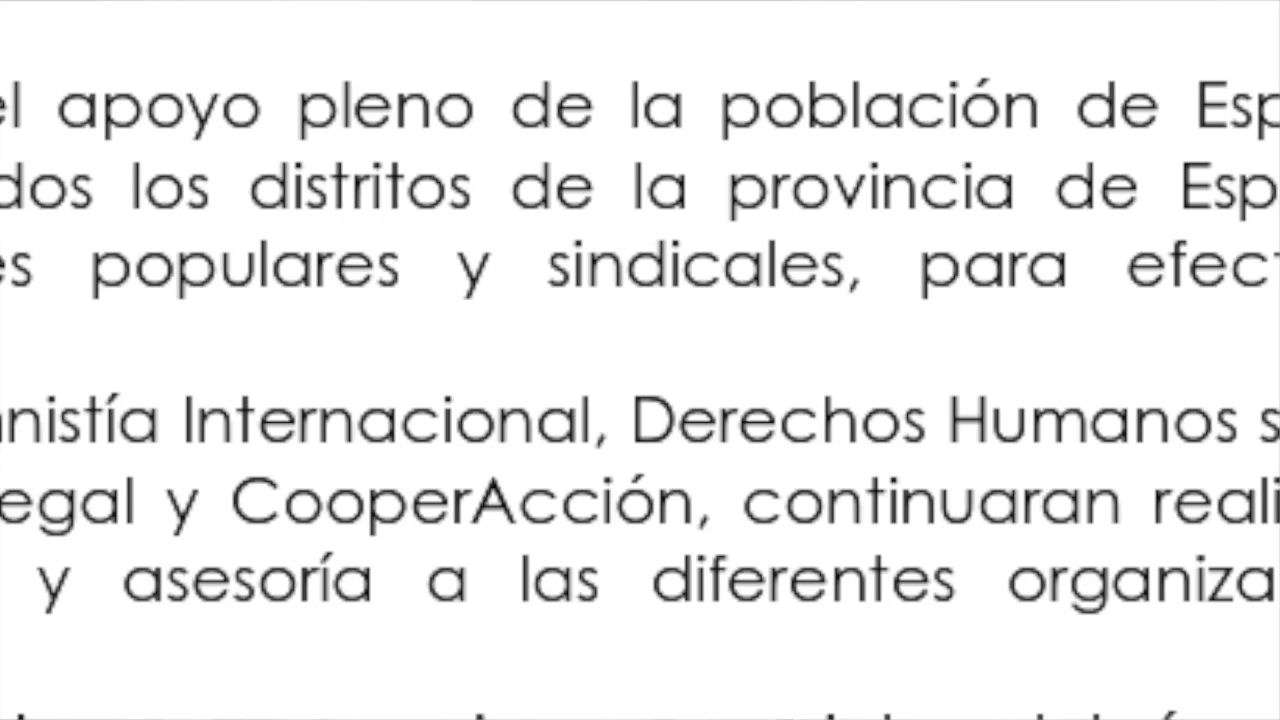 el apoyo pleno de la población de Esp
dos los distritos de la provincia de Esp
es populares y sindicales, para efect
nistía Internacional, Derechos Humanos s
egal y CooperAcción, continuaran reali
y asesoría a las diferentes organiza